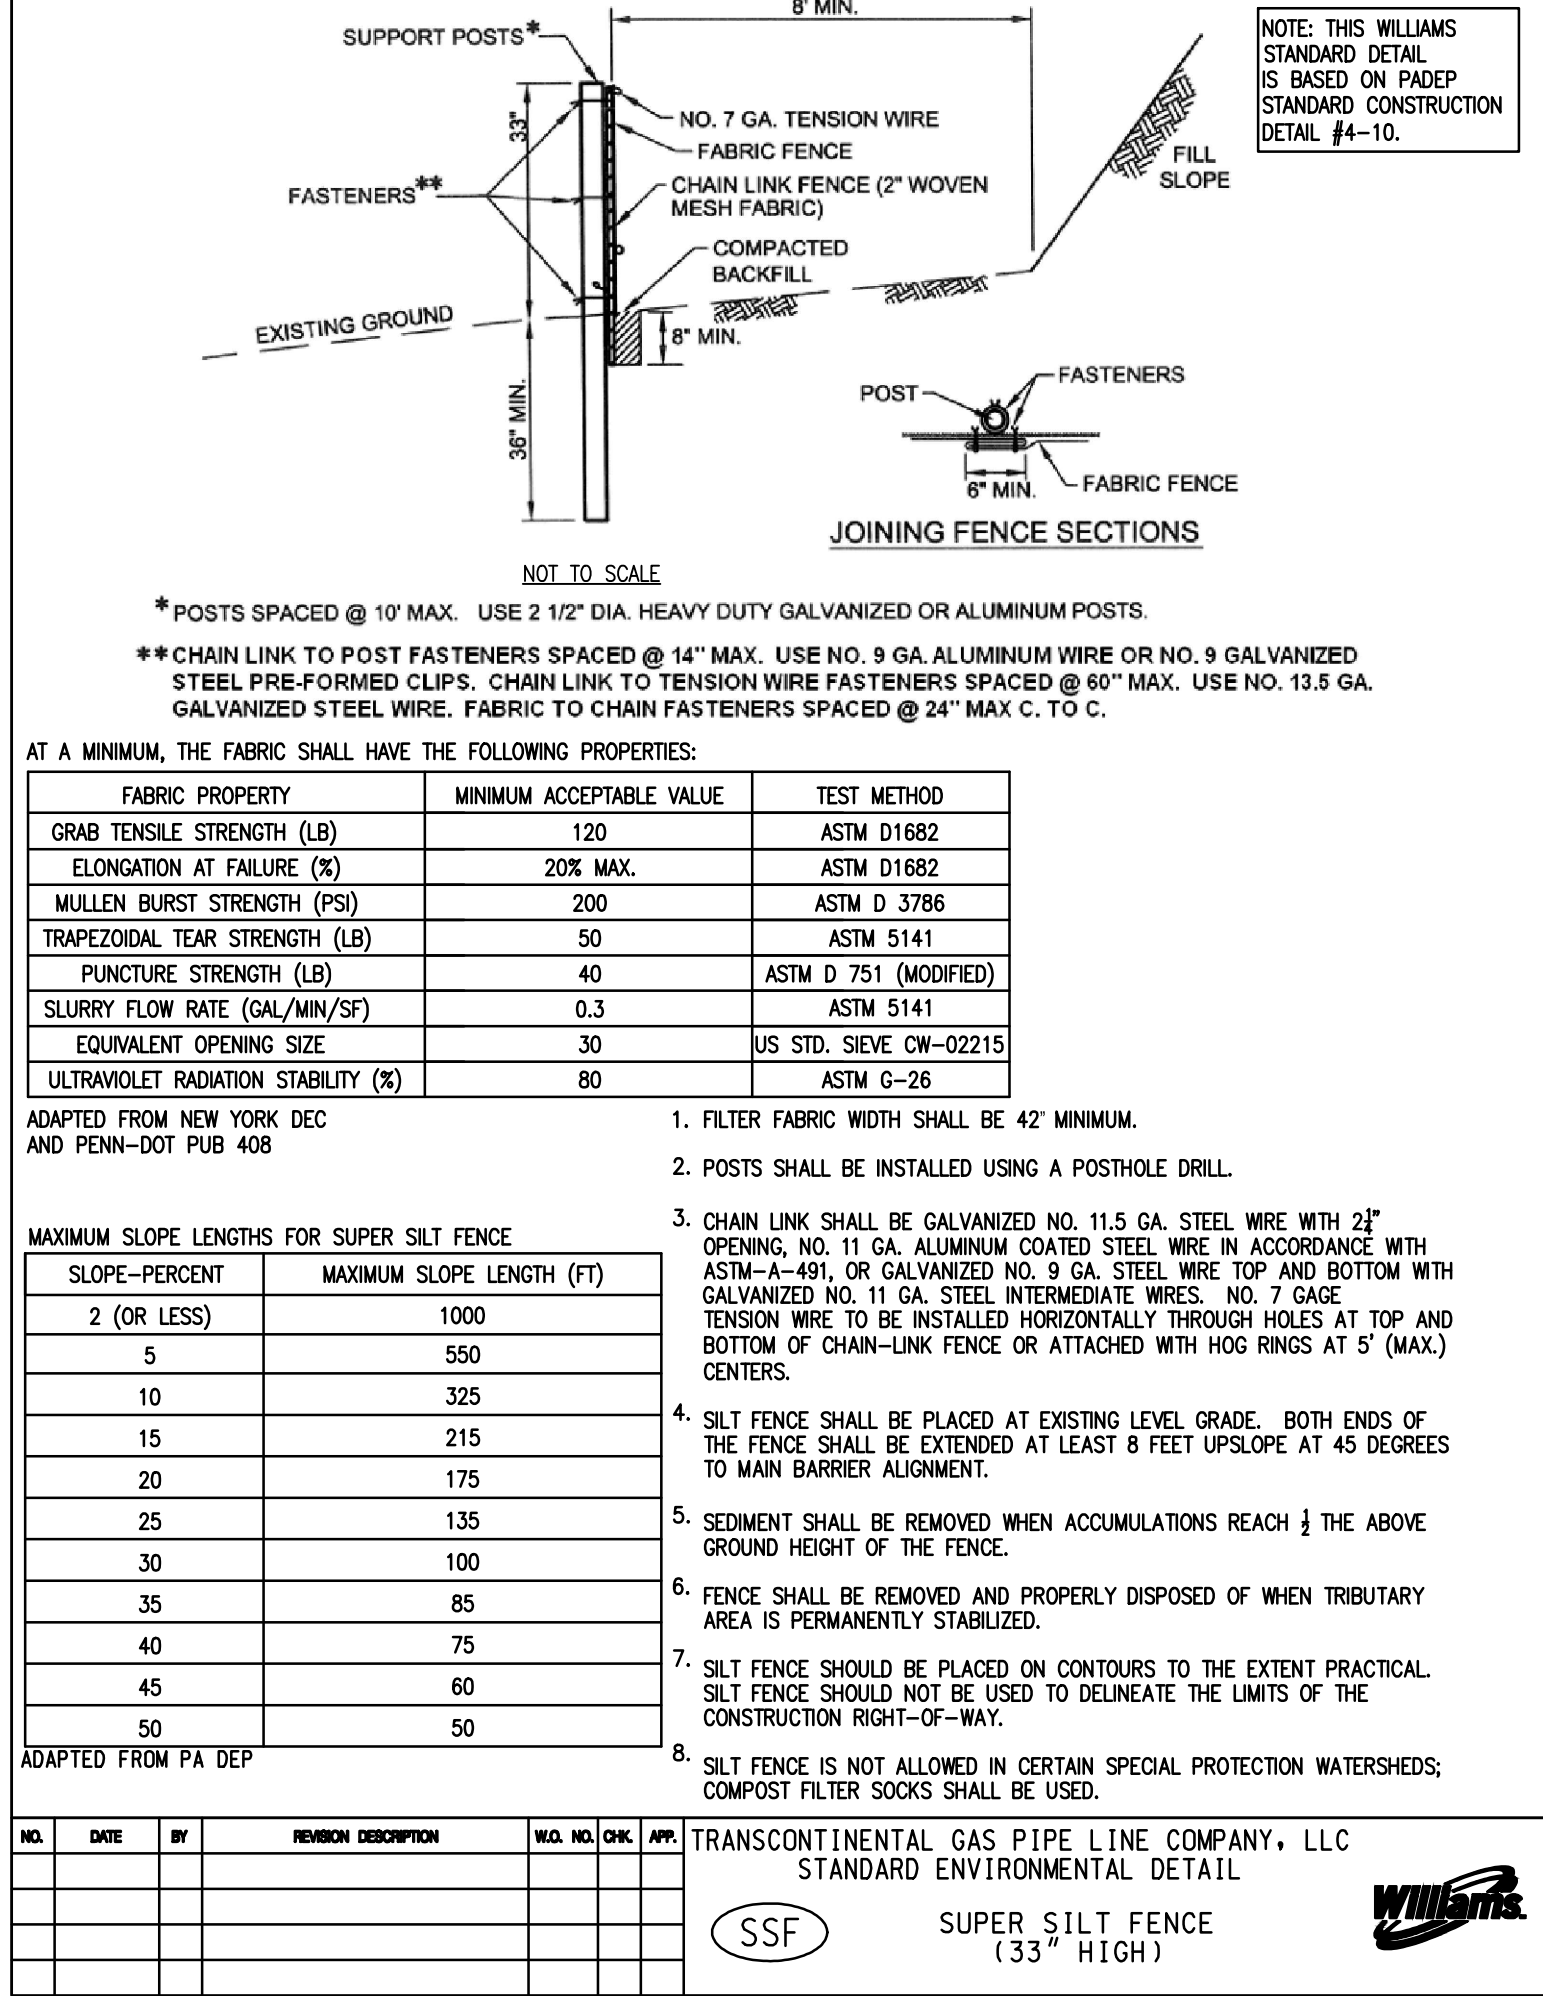 8' MIN.
SUPPORT POSTS*
NOTE: THIS WILLIAMS
STANDARD DETAIL
IS BASED ON PADEP
STANDARD CONSTRUCTION
DETAIL #4-10.
33"
NO. 7 GA. TENSION WIRE
FABRIC FENCE
FASTENERS**
CHAIN LINK FENCE (2" WOVEN
MESH FABRIC)
FILL
SLOPE
COMPACTED
BACKFILL
EXISTING GROUND
8" MIN.
36" MIN.
POST
FASTENERS
6" MIN.
FABRIC FENCE
JOINING FENCE SECTIONS
NOT TO SCALE
* POSTS SPACED @ 10' MAX. USE 2 1/2" DIA. HEAVY DUTY GALVANIZED OR ALUMINUM POSTS.
** CHAIN LINK TO POST FASTENERS SPACED @ 14" MAX. USE NO. 9 GA. ALUMINUM WIRE OR NO. 9 GALVANIZED
STEEL PRE-FORMED CLIPS. CHAIN LINK TO TENSION WIRE FASTENERS SPACED @ 60" MAX. USE NO. 13.5 GA.
GALVANIZED STEEL WIRE. FABRIC TO CHAIN FASTENERS SPACED @ 24" MAX C. TO C.
AT A MINIMUM, THE FABRIC SHALL HAVE THE FOLLOWING PROPERTIES:
FABRIC PROPERTY MINIMUM ACCEPTABLE VALUE TEST METHOD
GRAB TENSILE STRENGTH (LB) 120 ASTM D1682
ELONGATION AT FAILURE (%) 20% MAX. ASTM D1682
MULLEN BURST STRENGTH (PSI) 200 ASTM D 3786
TRAPEZOIDAL TEAR STRENGTH (LB) 50 ASTM 5141
PUNCTURE STRENGTH (LB) 40 ASTM D 751 (MODIFIED)
SLURRY FLOW RATE (GAL/MIN/SF) 0.3 ASTM 5141
EQUIVALENT OPENING SIZE 30 US STD. SIEVE CW-02215
ULTRAVIOLET RADIATION STABILITY (%) 80 ASTM G-26
ADAPTED FROM NEW YORK DEC
AND PENN-DOT PUB 408
MAXIMUM SLOPE LENGTHS FOR SUPER SILT FENCE
SLOPE-PERCENT MAXIMUM SLOPE LENGTH (FT)
2 (OR LESS) 1000
5 550
10 325
15 215
20 175
25 135
30 100
35 85
40 75
45 60
50 50
ADAPTED FROM PA DEP
1. FILTER FABRIC WIDTH SHALL BE 42" MINIMUM.
2. POSTS SHALL BE INSTALLED USING A POSTHOLE DRILL.
3. CHAIN LINK SHALL BE GALVANIZED NO. 11.5 GA. STEEL WIRE WITH 2¼"
OPENING, NO. 11 GA. ALUMINUM COATED STEEL WIRE IN ACCORDANCE WITH
ASTM-A-491, OR GALVANIZED NO. 9 GA. STEEL WIRE TOP AND BOTTOM WITH
GALVANIZED NO. 11 GA. STEEL INTERMEDIATE WIRES. NO. 7 GAGE
TENSION WIRE TO BE INSTALLED HORIZONTALLY THROUGH HOLES AT TOP AND
BOTTOM OF CHAIN-LINK FENCE OR ATTACHED WITH HOG RINGS AT 5' (MAX.)
CENTERS.
4. SILT FENCE SHALL BE PLACED AT EXISTING LEVEL GRADE. BOTH ENDS OF
THE FENCE SHALL BE EXTENDED AT LEAST 8 FEET UPSLOPE AT 45 DEGREES
TO MAIN BARRIER ALIGNMENT.
5. SEDIMENT SHALL BE REMOVED WHEN ACCUMULATIONS REACH ½ THE ABOVE
GROUND HEIGHT OF THE FENCE.
6. FENCE SHALL BE REMOVED AND PROPERLY DISPOSED OF WHEN TRIBUTARY
AREA IS PERMANENTLY STABILIZED.
7. SILT FENCE SHOULD BE PLACED ON CONTOURS TO THE EXTENT PRACTICAL.
SILT FENCE SHOULD NOT BE USED TO DELINEATE THE LIMITS OF THE
CONSTRUCTION RIGHT-OF-WAY.
8. SILT FENCE IS NOT ALLOWED IN CERTAIN SPECIAL PROTECTION WATERSHEDS;
COMPOST FILTER SOCKS SHALL BE USED.
NO. DATE BY REVISION DESCRIPTION W.O. NO. CHK. APP.
TRANSCONTINENTAL GAS PIPE LINE COMPANY, LLC
STANDARD ENVIRONMENTAL DETAIL
SSF
SUPER SILT FENCE
(33" HIGH)
Williams.